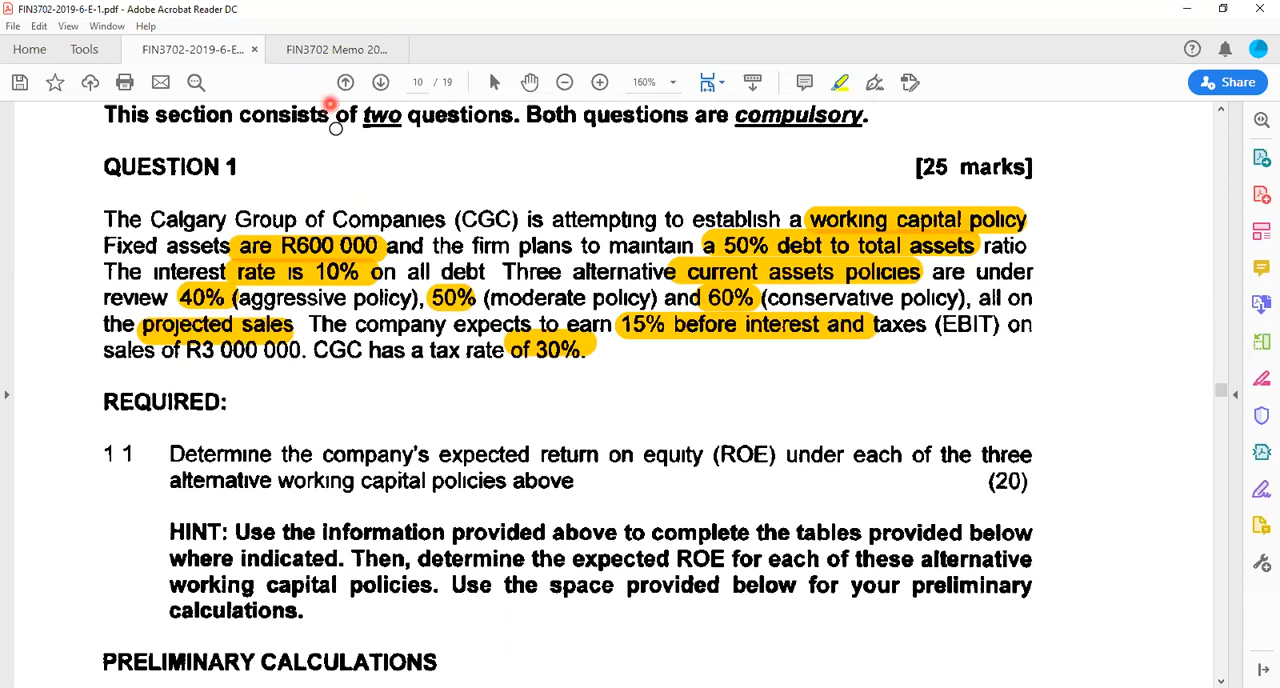 FIN3702-2019-6-E-1.pdf - Adobe Acrobat Reader DC
File Edit View Window Help
Home Tools FIN3702-2019-6-E... × FIN3702 Memo 20...
10 / 19 160% Share
This section consists of two questions. Both questions are compulsory.
QUESTION 1 [25 marks]
The Calgary Group of Companies (CGC) is attempting to establish a working capital policy
Fixed assets are R600 000 and the firm plans to maintain a 50% debt to total assets ratio
The interest rate is 10% on all debt Three alternative current assets policies are under
review 40% (aggressive policy), 50% (moderate policy) and 60% (conservative policy), all on
the projected sales The company expects to earn 15% before interest and taxes (EBIT) on
sales of R3 000 000. CGC has a tax rate of 30%.
REQUIRED:
1 1 Determine the company's expected return on equity (ROE) under each of the three
alternative working capital policies above (20)
HINT: Use the information provided above to complete the tables provided below
where indicated. Then, determine the expected ROE for each of these alternative
working capital policies. Use the space provided below for your preliminary
calculations.
PRELIMINARY CALCULATIONS